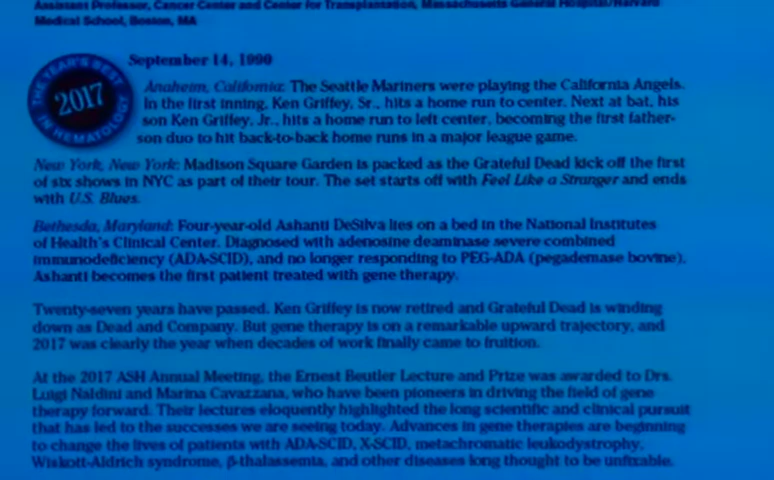 Assistant Professor, Cancer Center and Center for Transplantation, Massachusetts General Hospital/Harvard
Medical School, Boston, MA
THE YEAR'S BEST
2017
IN HEMATOLOGY
September 14, 1990
Anaheim, California: The Seattle Mariners were playing the California Angels.
In the first inning, Ken Griffey, Sr., hits a home run to center. Next at bat, his
son Ken Griffey, Jr., hits a home run to left center, becoming the first father-
son duo to hit back-to-back home runs in a major league game.
New York, New York: Madison Square Garden is packed as the Grateful Dead kick off the first
of six shows in NYC as part of their tour. The set starts off with Feel Like a Stranger and ends
with U.S. Blues.
Bethesda, Maryland: Four-year-old Ashanti DeSilva lies on a bed in the National Institutes
of Health's Clinical Center. Diagnosed with adenosine deaminase severe combined
immunodeficiency (ADA-SCID), and no longer responding to PEG-ADA (pegademase bovine),
Ashanti becomes the first patient treated with gene therapy.
Twenty-seven years have passed. Ken Griffey is now retired and Grateful Dead is winding
down as Dead and Company. But gene therapy is on a remarkable upward trajectory, and
2017 was clearly the year when decades of work finally came to fruition.
At the 2017 ASH Annual Meeting, the Ernest Beutler Lecture and Prize was awarded to Drs.
Luigi Naldini and Marina Cavazzana, who have been pioneers in driving the field of gene
therapy forward. Their lectures eloquently highlighted the long scientific and clinical pursuit
that has led to the successes we are seeing today. Advances in gene therapies are beginning
to change the lives of patients with ADA-SCID, X-SCID, metachromatic leukodystrophy,
Wiskott-Aldrich syndrome, β-thalassemia, and other diseases long thought to be unfixable.